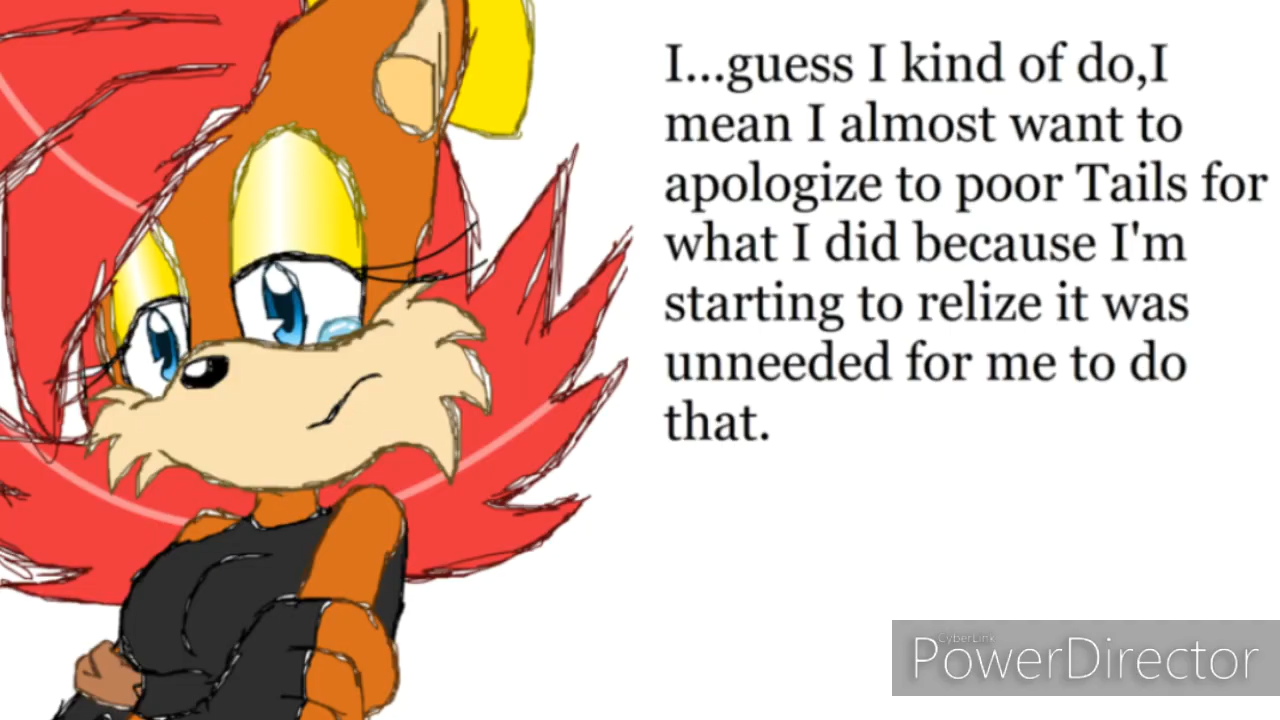 I...guess I kind of do,I
mean I almost want to
apologize to poor Tails for
what I did because I'm
starting to relize it was
unneeded for me to do
that.
CyberLink
PowerDirector